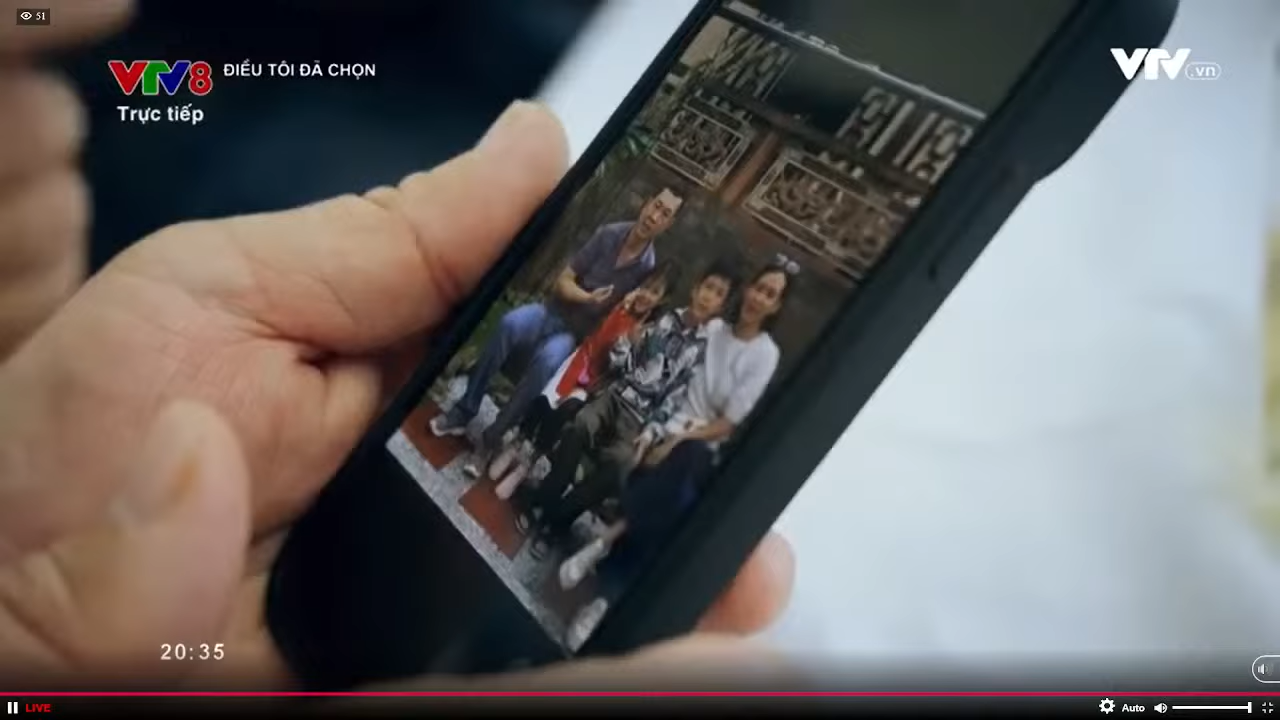 51
VTV8 ĐIỀU TÔI ĐÃ CHỌN
Trực tiếp
VTV.vn
20:35
LIVE
Auto